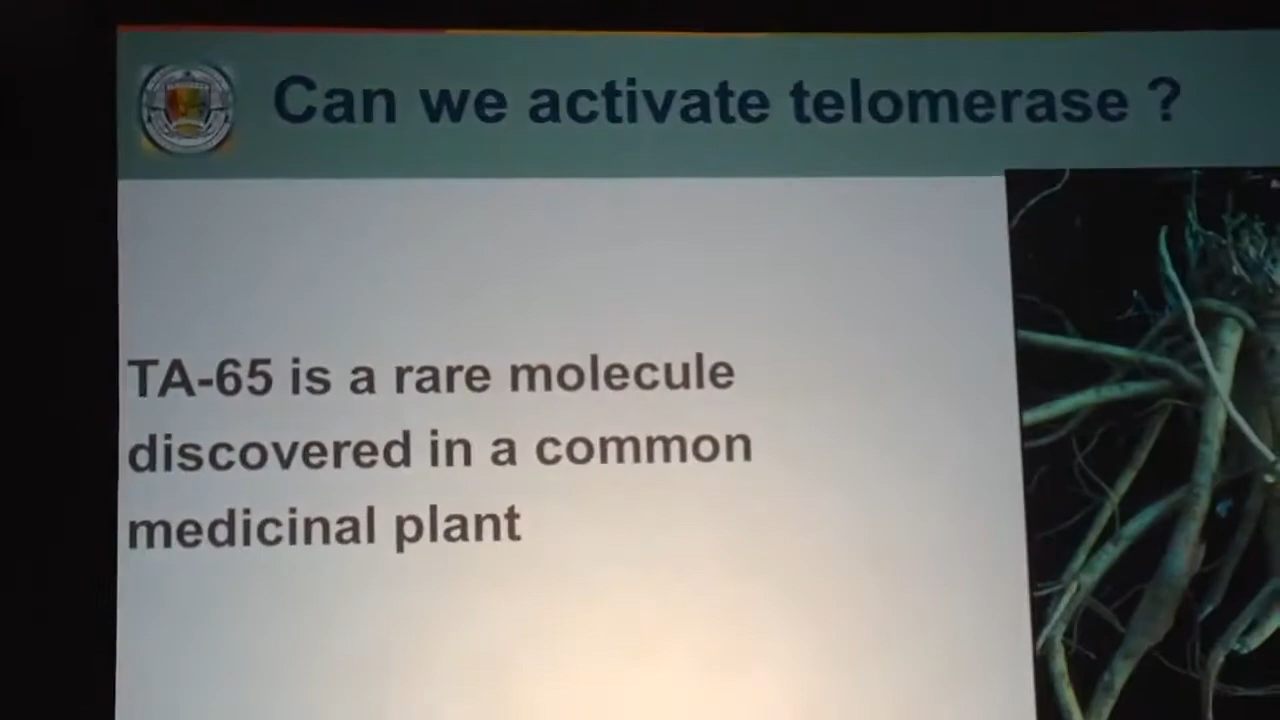 Can we activate telomerase ?
TA-65 is a rare molecule
discovered in a common
medicinal plant